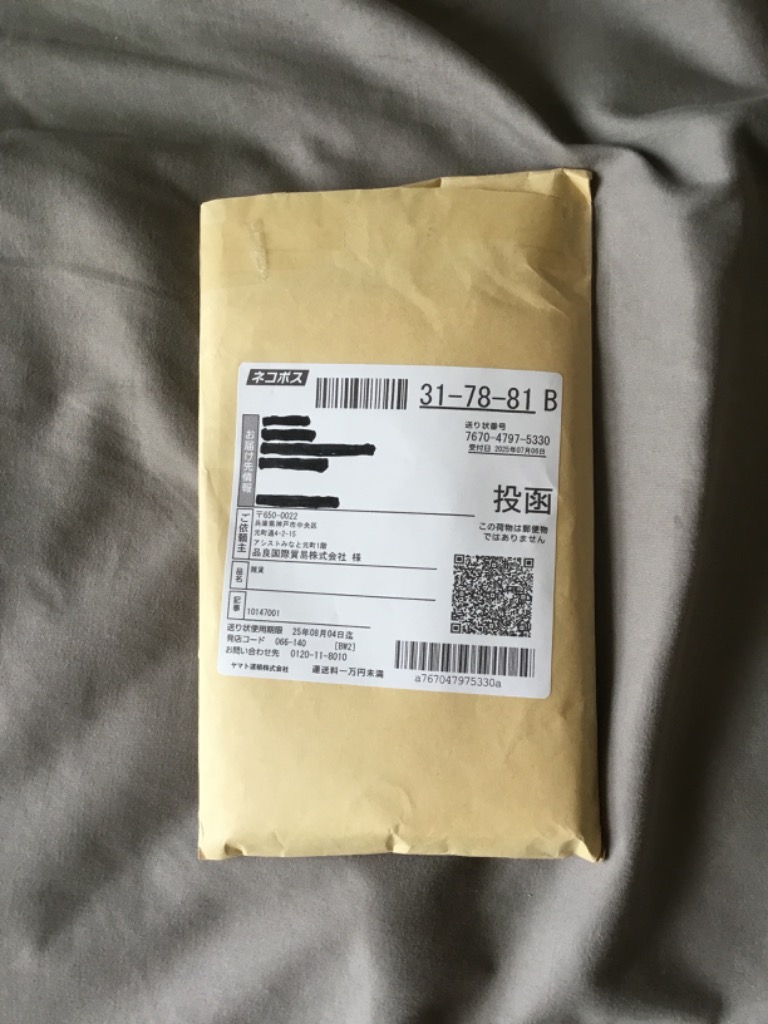 ネコポス
31-78-81 B
送り状番号
7670-4797-5330
受付日 2025年07月06日
お届け先情報
投函
この荷物は郵便物
ではありません
ご依頼主
〒650-0022
兵庫県神戸市中央区
元町通4-2-15
アシストみなと元町1階
品良国際貿易株式会社 様
品名
雑貨
記事
10147001
送り状使用期限 25年08月04日迄
発店コード 066-140 [BW2]
お問い合わせ先 0120-11-8010
ヤマト運輸株式会社 運送料一万円未満
a767047975330a